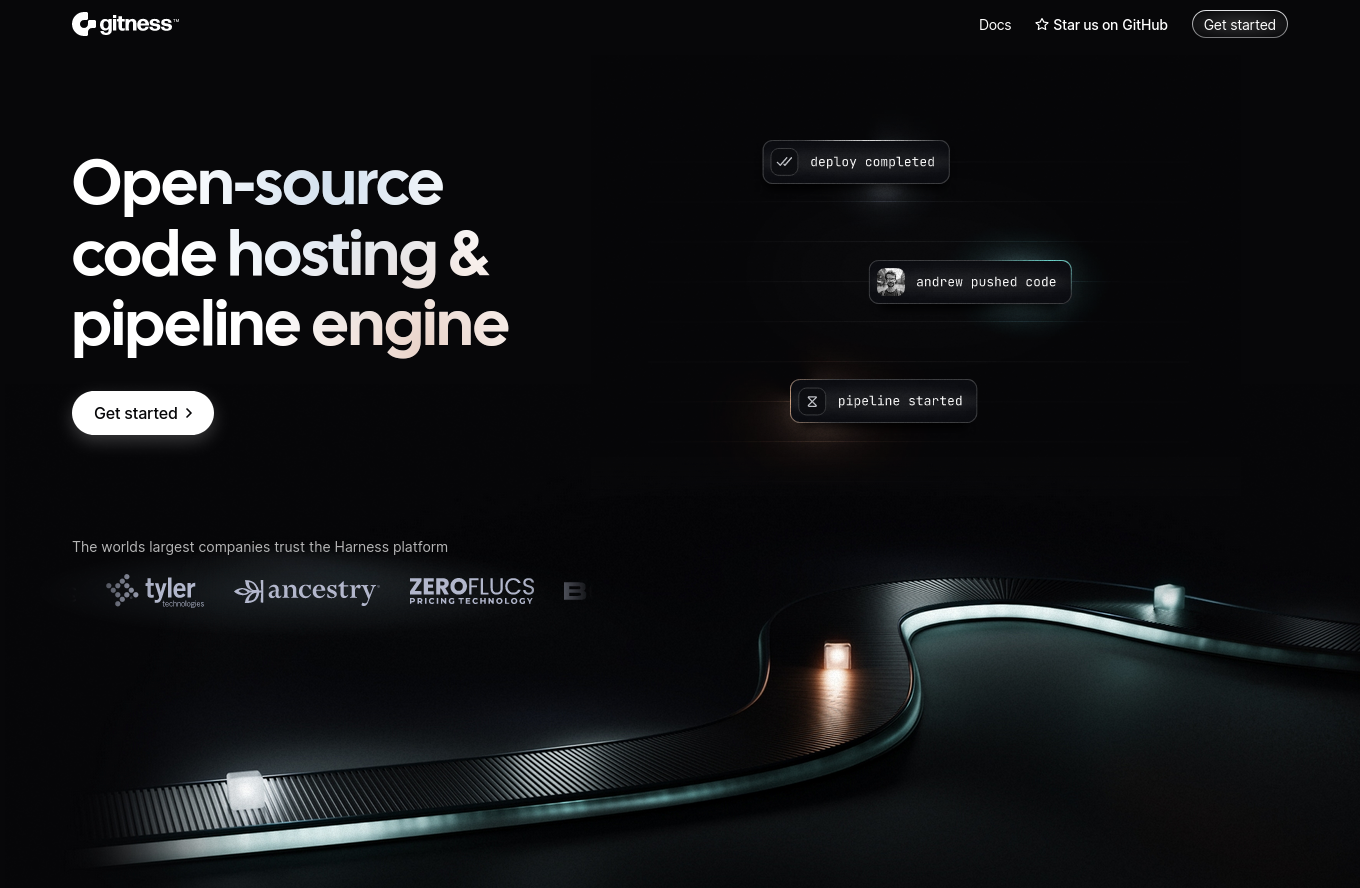 gitness™
Docs
Star us on GitHub
Get started
deploy completed
Open-source
code hosting &
pipeline engine
andrew pushed code
pipeline started
Get started
The worlds largest companies trust the Harness platform
tyler
technologies
ancestry
ZEROFLUCS
PRICING TECHNOLOGY
B